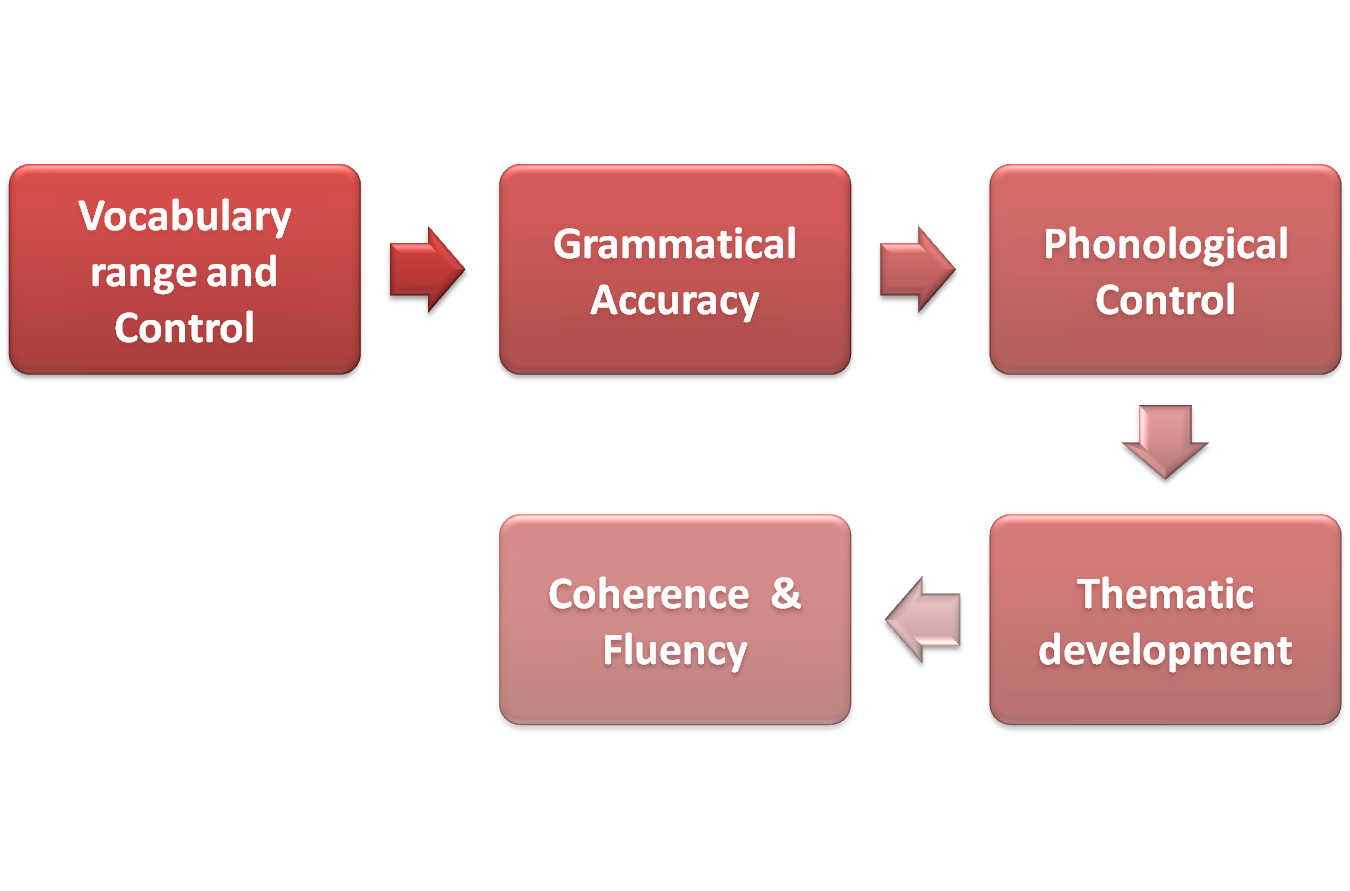 Vocabulary
range and
Control
Grammatical
Accuracy
Phonological
Control
Thematic
development
Coherence  &
Fluency